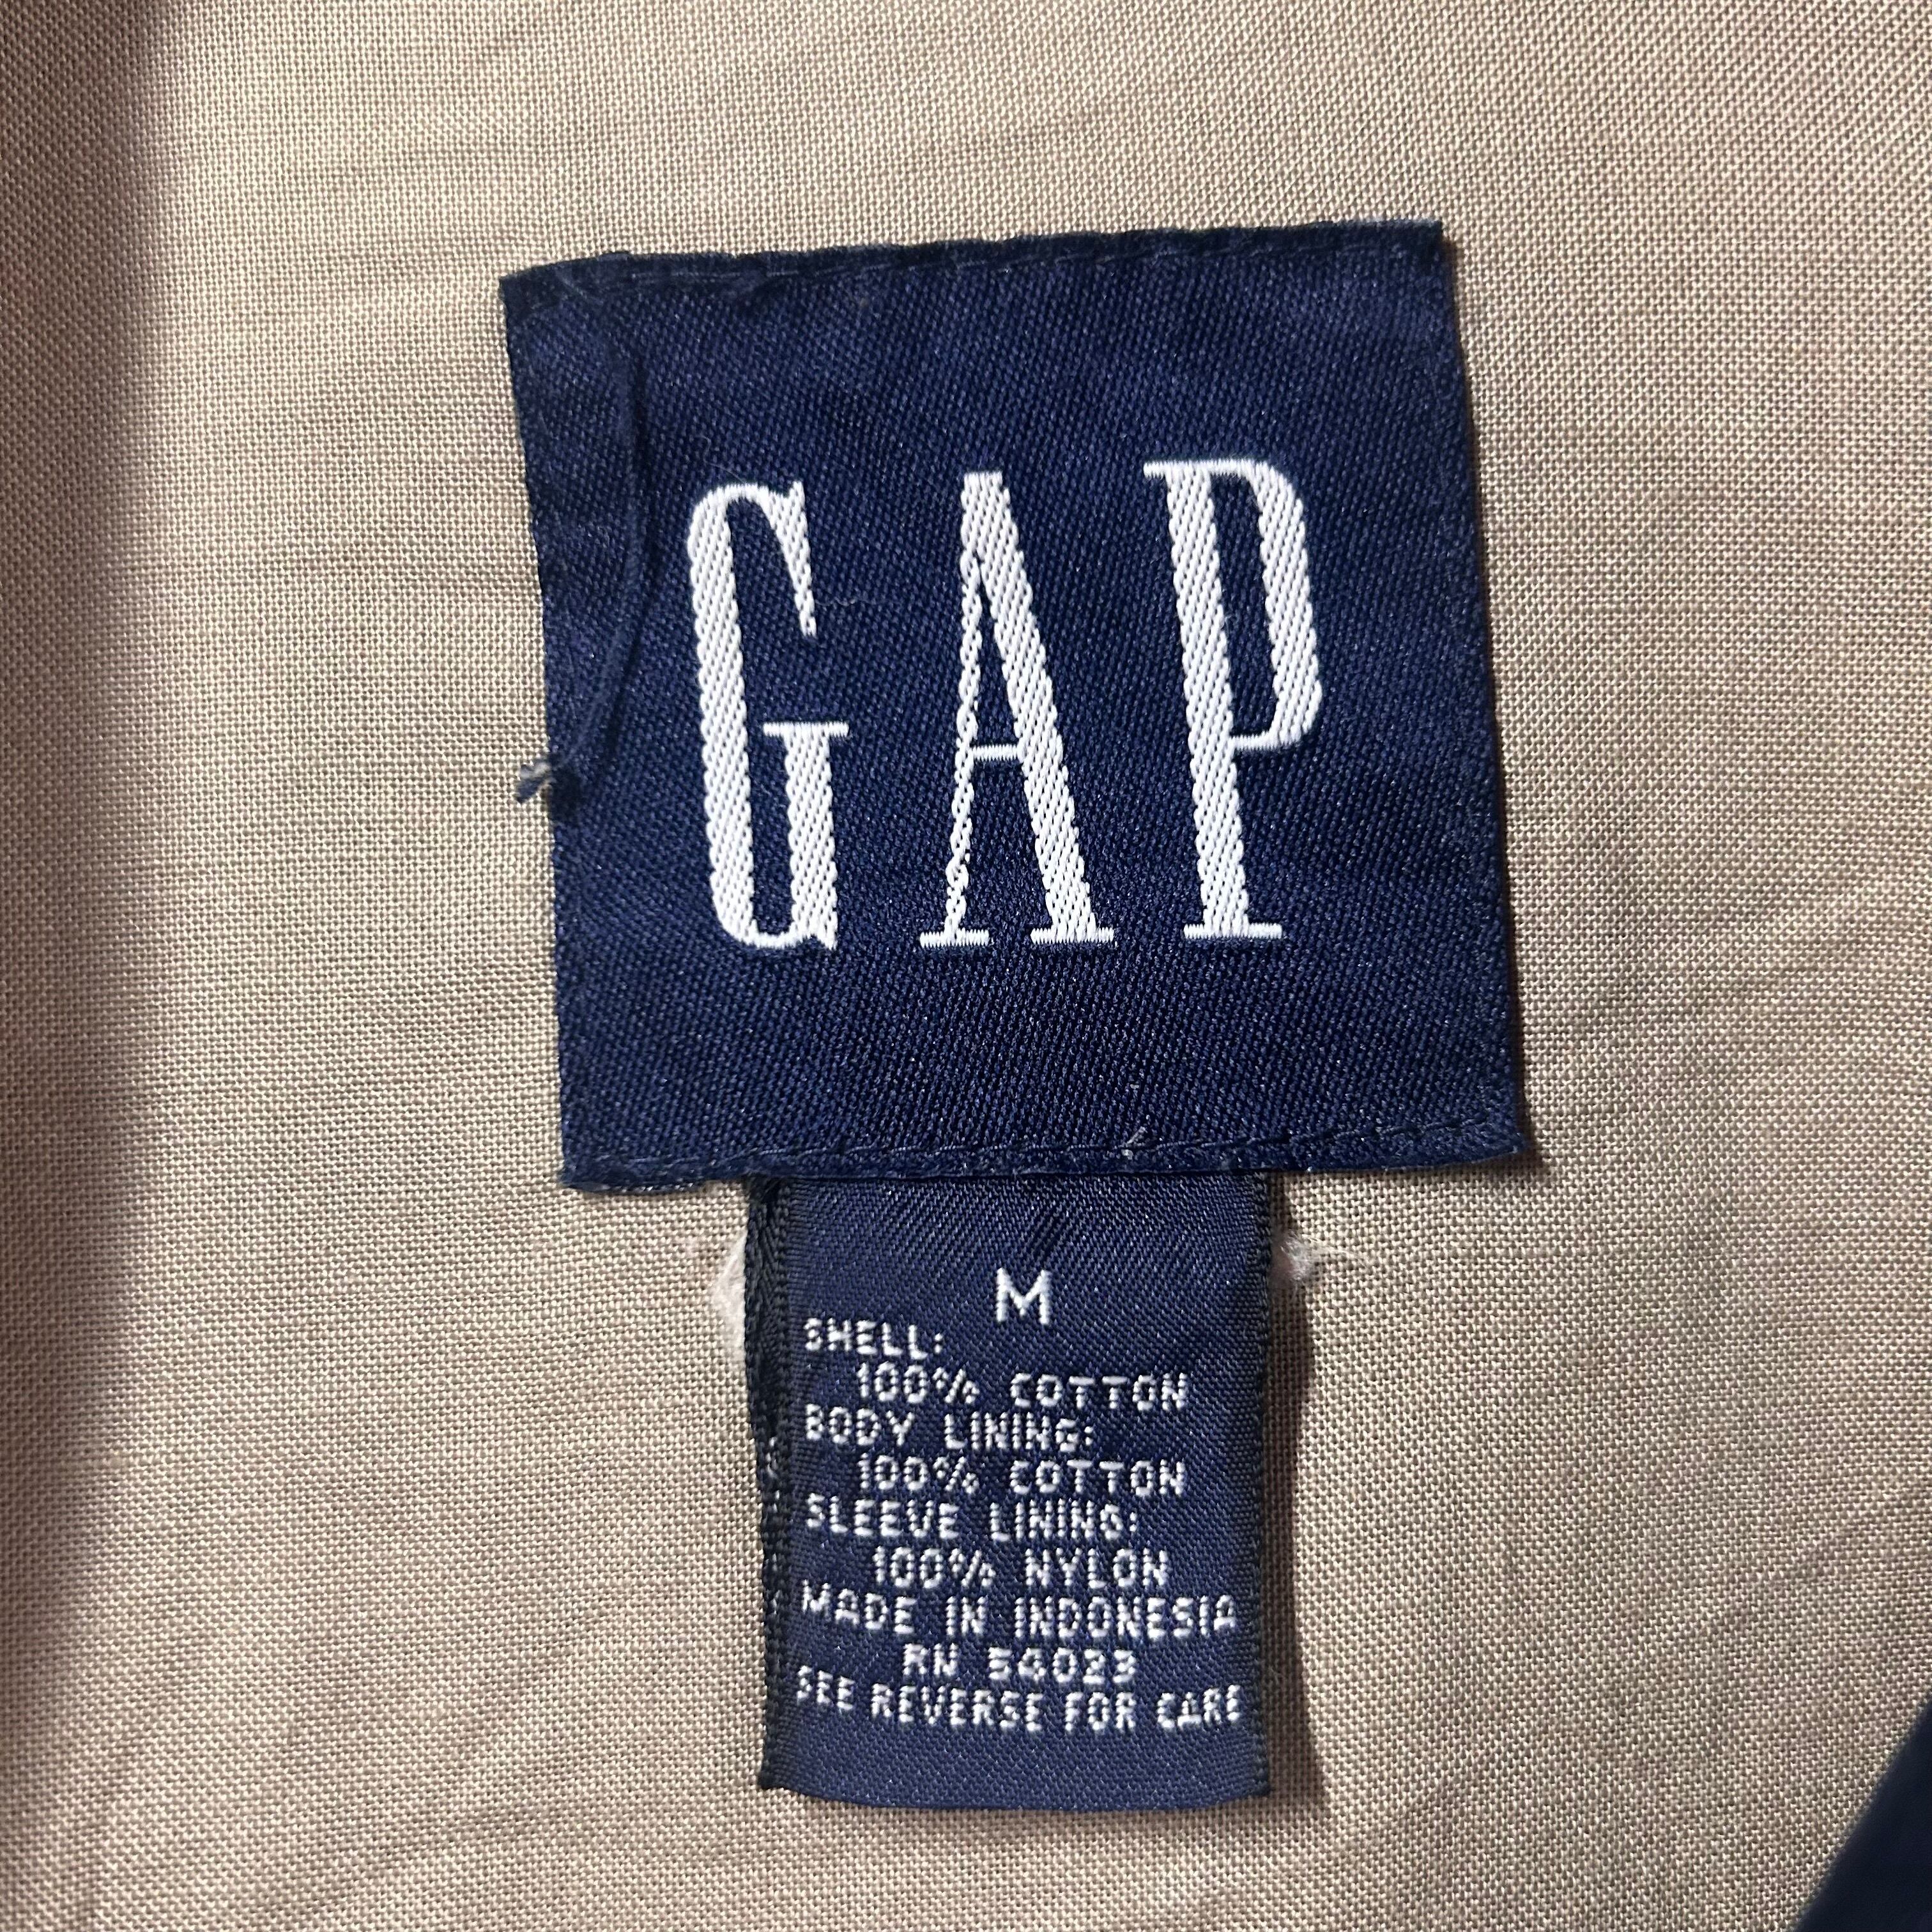 GAP
M
SHELL:
100% COTTON
BODY LINING:
100% COTTON
SLEEVE LINING:
100% NYLON
MADE IN INDONESIA
RN 54023
SEE REVERSE FOR CARE